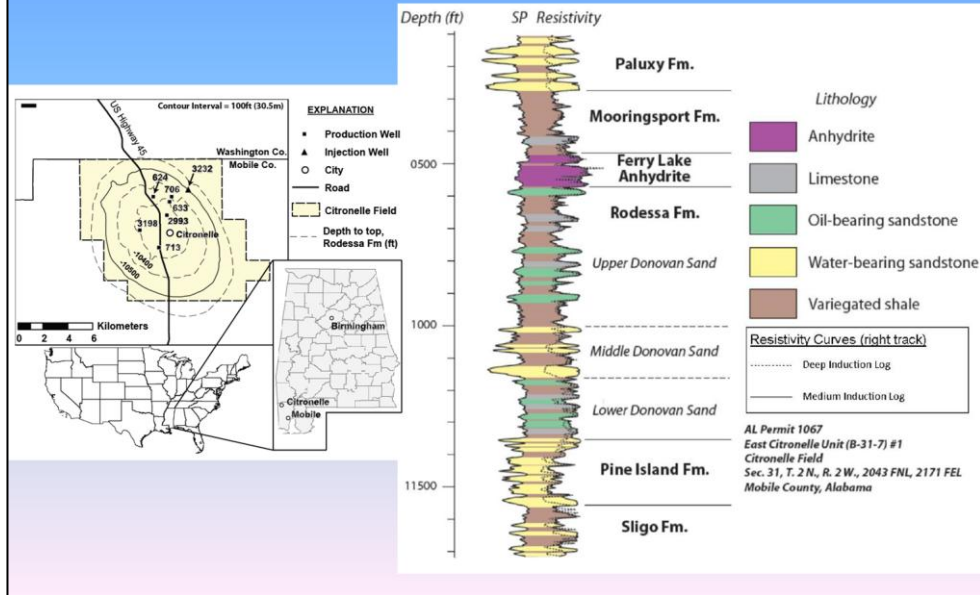 Contour Interval = 100ft (30.5m)
US Highway 45
Washington Co.
Mobile Co.
3232
624
706
633
3198
2993
Citronelle
713
-10400
-10500
Kilometers
0 2 4 6
EXPLANATION
Production Well
Injection Well
City
Road
Citronelle Field
Depth to top,
Rodessa Fm (ft)
Birmingham
Citronelle
Mobile
Depth (ft)
SP Resistivity
0500
1000
11500
Paluxy Fm.
Mooringsport Fm.
Ferry Lake
Anhydrite
Rodessa Fm.
Upper Donovan Sand
Middle Donovan Sand
Lower Donovan Sand
Pine Island Fm.
Sligo Fm.
Lithology
Anhydrite
Limestone
Oil-bearing sandstone
Water-bearing sandstone
Variegated shale
Resistivity Curves (right track)
Deep Induction Log
Medium Induction Log
AL Permit 1067
East Citronelle Unit (B-31-7) #1
Citronelle Field
Sec. 31, T. 2 N., R. 2 W., 2043 FNL, 2171 FEL
Mobile County, Alabama